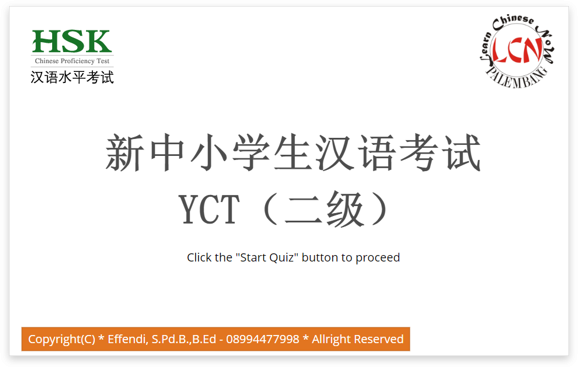 HSK
Chinese Proficiency Test
汉语水平考试
Learn Chinese NoW
LCN
PALEMBANG
新中小学生汉语考试
YCT（二级）
Click the "Start Quiz" button to proceed
Copyright(C) * Effendi, S.Pd.B.,B.Ed - 08994477998 * Allright Reserved